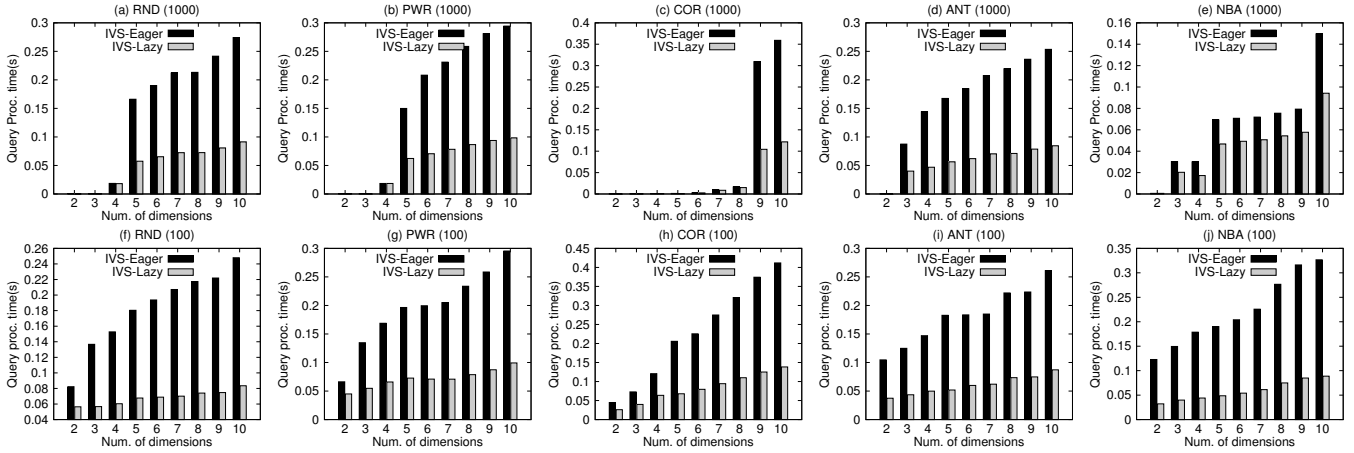 (a) RND (1000)
Query Proc. time(s)
0.3
0.25
0.2
0.15
0.1
0.05
0
IVS-Eager
IVS-Lazy
2 3 4 5 6 7 8 9 10
Num. of dimensions
(b) PWR (1000)
Query Proc. time(s)
0.3
0.25
0.2
0.15
0.1
0.05
0
IVS-Eager
IVS-Lazy
2 3 4 5 6 7 8 9 10
Num. of dimensions
(c) COR (1000)
Query Proc. time(s)
0.4
0.35
0.3
0.25
0.2
0.15
0.1
0.05
0
IVS-Eager
IVS-Lazy
2 3 4 5 6 7 8 9 10
Num. of dimensions
(d) ANT (1000)
Query Proc. time(s)
0.3
0.25
0.2
0.15
0.1
0.05
0
IVS-Eager
IVS-Lazy
2 3 4 5 6 7 8 9 10
Num. of dimensions
(e) NBA (1000)
Query Proc. time(s)
0.16
0.14
0.12
0.1
0.08
0.06
0.04
0.02
0
IVS-Eager
IVS-Lazy
2 3 4 5 6 7 8 9 10
Num. of dimensions
(f) RND (100)
Query proc. time(s)
0.26
0.24
0.22
0.2
0.18
0.16
0.14
0.12
0.1
0.08
0.06
0.04
IVS-Eager
IVS-Lazy
2 3 4 5 6 7 8 9 10
Num. of dimensions
(g) PWR (100)
Query proc. time(s)
0.3
0.25
0.2
0.15
0.1
0.05
0
IVS-Eager
IVS-Lazy
2 3 4 5 6 7 8 9 10
Num. of dimensions
(h) COR (100)
Query proc. time(s)
0.45
0.4
0.35
0.3
0.25
0.2
0.15
0.1
0.05
0
IVS-Eager
IVS-Lazy
2 3 4 5 6 7 8 9 10
Num. of dimensions
(i) ANT (100)
Query proc. time(s)
0.3
0.25
0.2
0.15
0.1
0.05
0
IVS-Eager
IVS-Lazy
2 3 4 5 6 7 8 9 10
Num. of dimensions
(j) NBA (100)
Query proc. time(s)
0.35
0.3
0.25
0.2
0.15
0.1
0.05
0
IVS-Eager
IVS-Lazy
2 3 4 5 6 7 8 9 10
Num. of dimensions